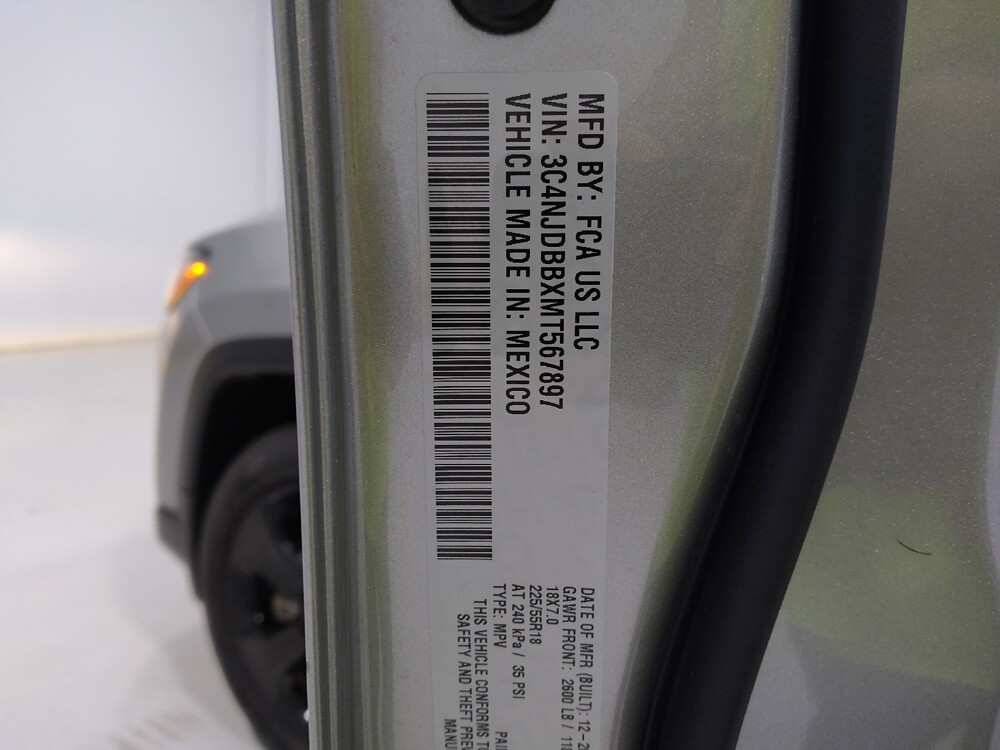 MFD BY: FCA US LLC
VIN: 3C4NJDBBXMT567897
VEHICLE MADE IN: MEXICO
DATE OF MFR (BUILT): 12-2
GAWR FRONT: 2600 LB / 118
18X7.0
225/55R18
AT 240 kPa / 35 PSI
TYPE: MPV
THIS VEHICLE CONFORMS
SAFETY AND THEFT